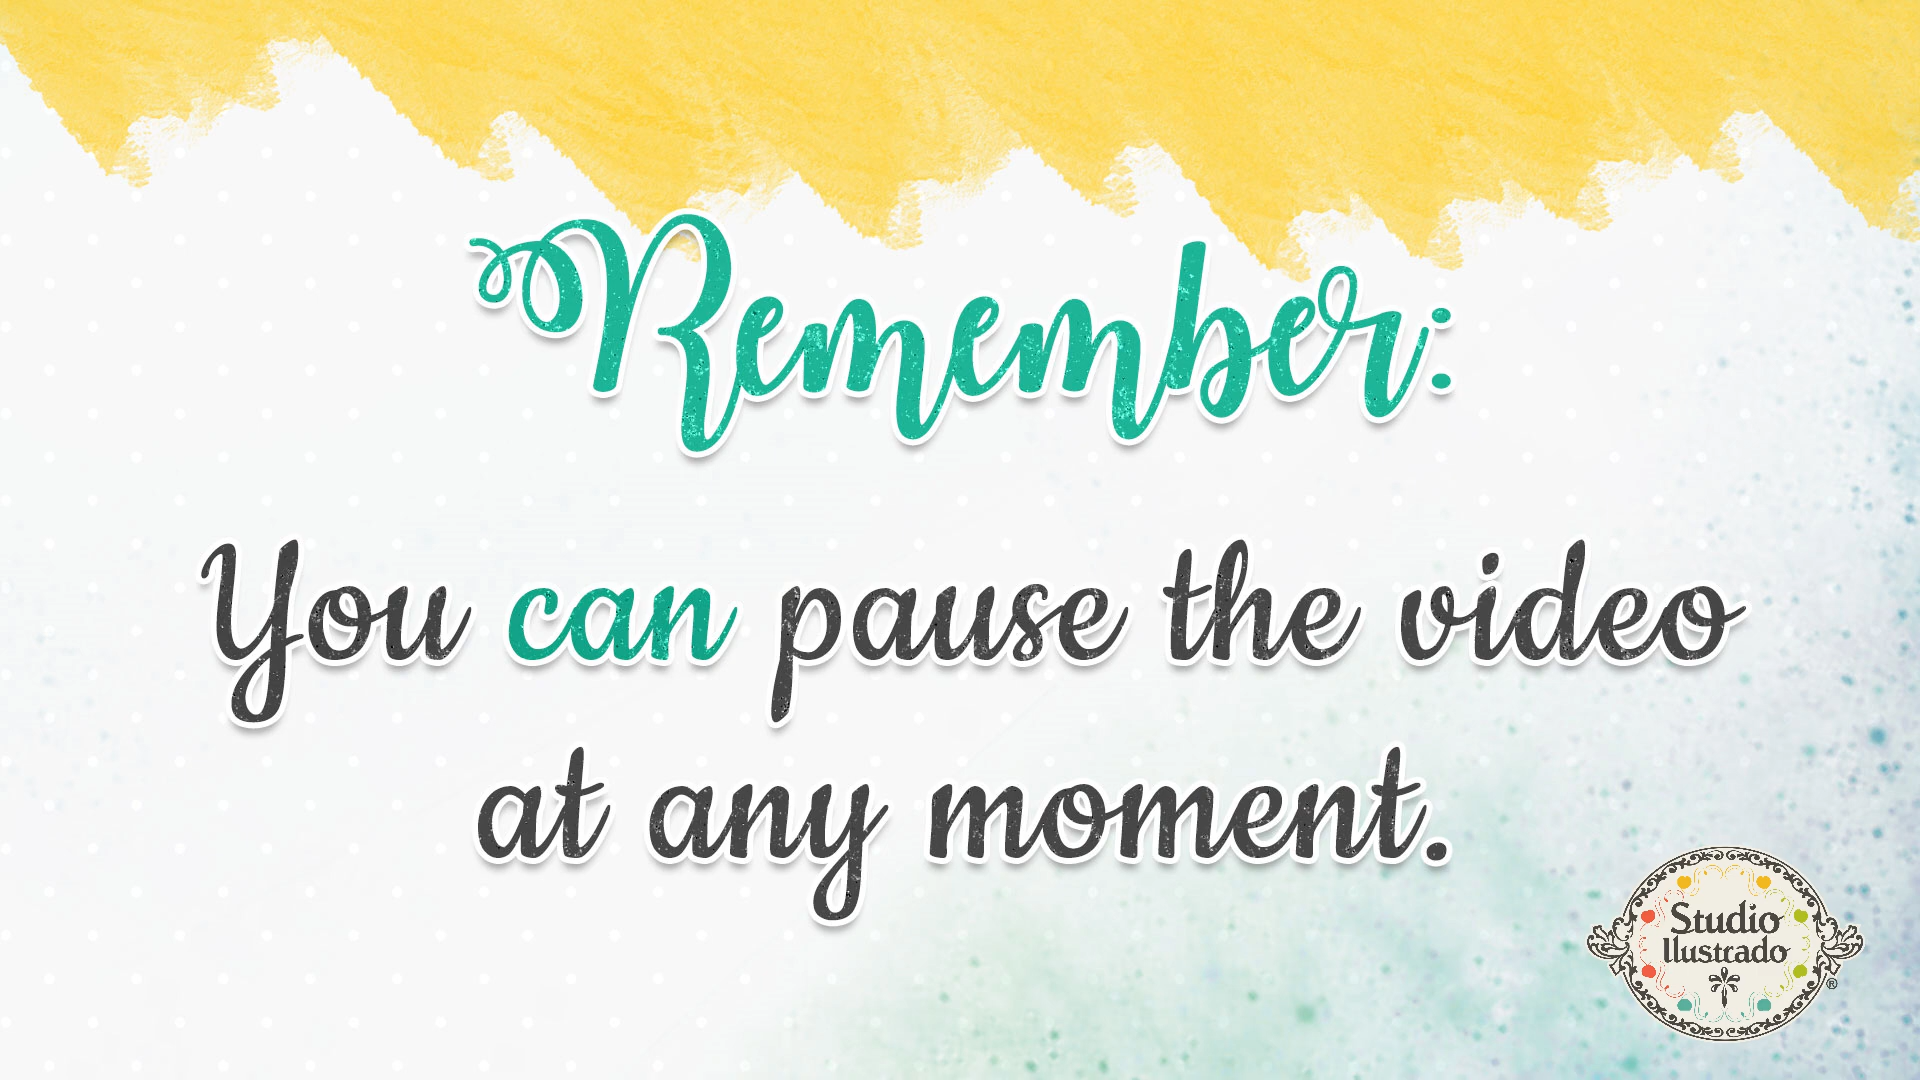 Remember:
You can pause the video
at any moment.
Studio
Ilustrado
®